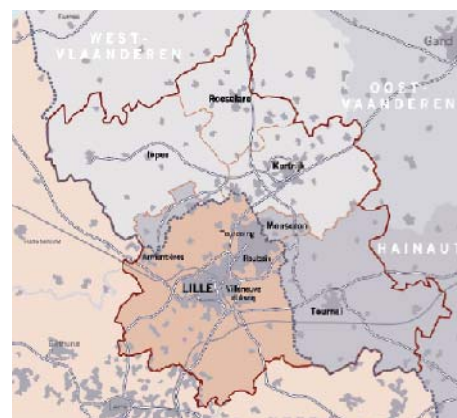 WEST-
VLAANDEREN
Gand
Roeselare
OOST-
VAANDEREN
Ieper
Kortrijk
Mouscron
Tourcoing
HAINAUT
Armentières
Roubaix
LILLE
Villeneuve
d'Ascq
Tournai